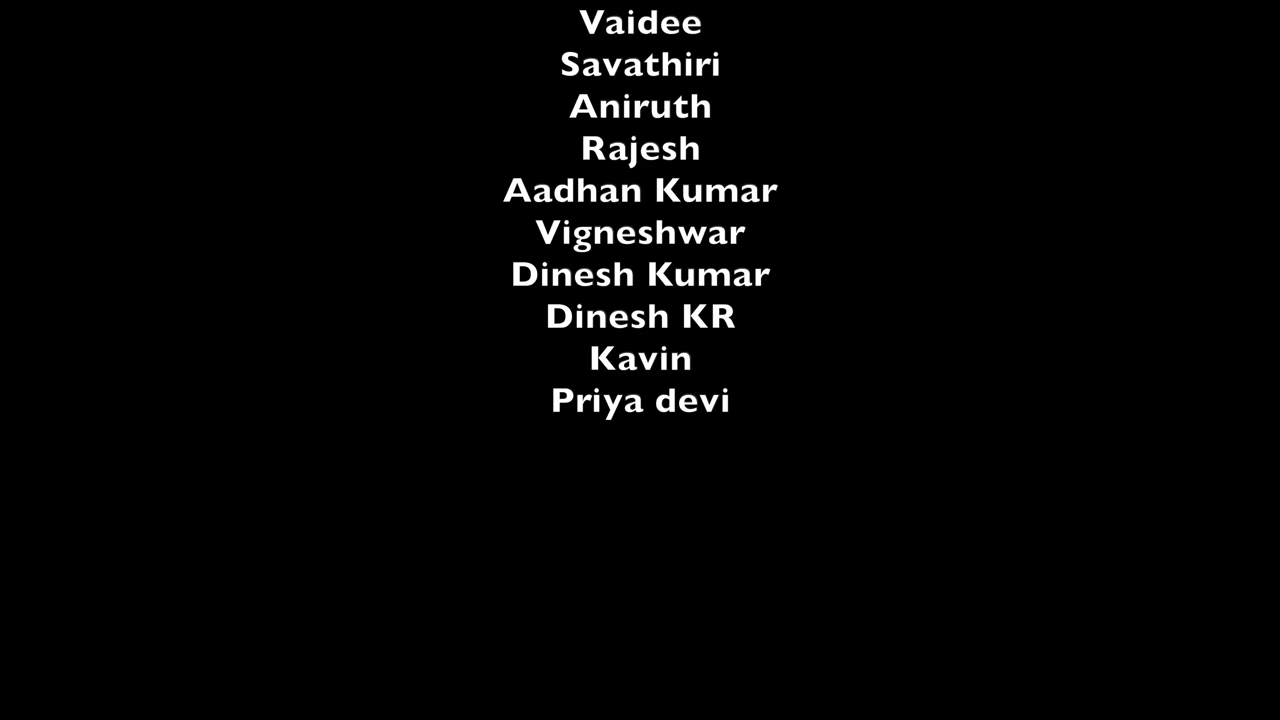 Vaidee
Savathiri
Aniruth
Rajesh
Aadhan Kumar
Vigneshwar
Dinesh Kumar
Dinesh KR
Kavin
Priya devi